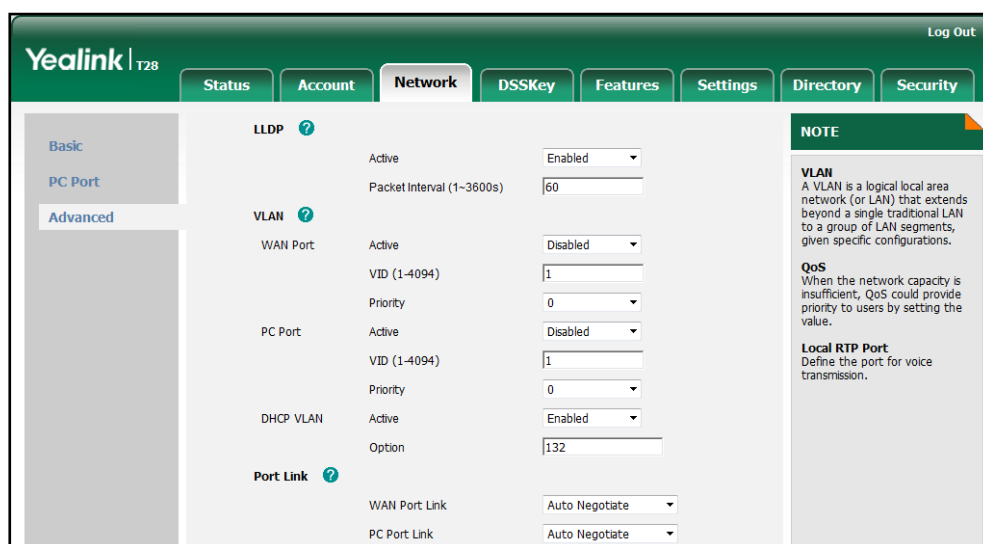 Log Out
Yealink T28
Status Account Network DSSKey Features Settings Directory Security
Basic
PC Port
Advanced
LLDP ?
Active Enabled
Packet Interval (1~3600s) 60
VLAN ?
WAN Port Active Disabled
VID (1-4094) 1
Priority 0
PC Port Active Disabled
VID (1-4094) 1
Priority 0
DHCP VLAN Active Enabled
Option 132
Port Link ?
WAN Port Link Auto Negotiate
PC Port Link Auto Negotiate
NOTE
VLAN
A VLAN is a logical local area
network (or LAN) that extends
beyond a single traditional LAN
to a group of LAN segments,
given specific configurations.
QoS
When the network capacity is
insufficient, QoS could provide
priority to users by setting the
value.
Local RTP Port
Define the port for voice
transmission.